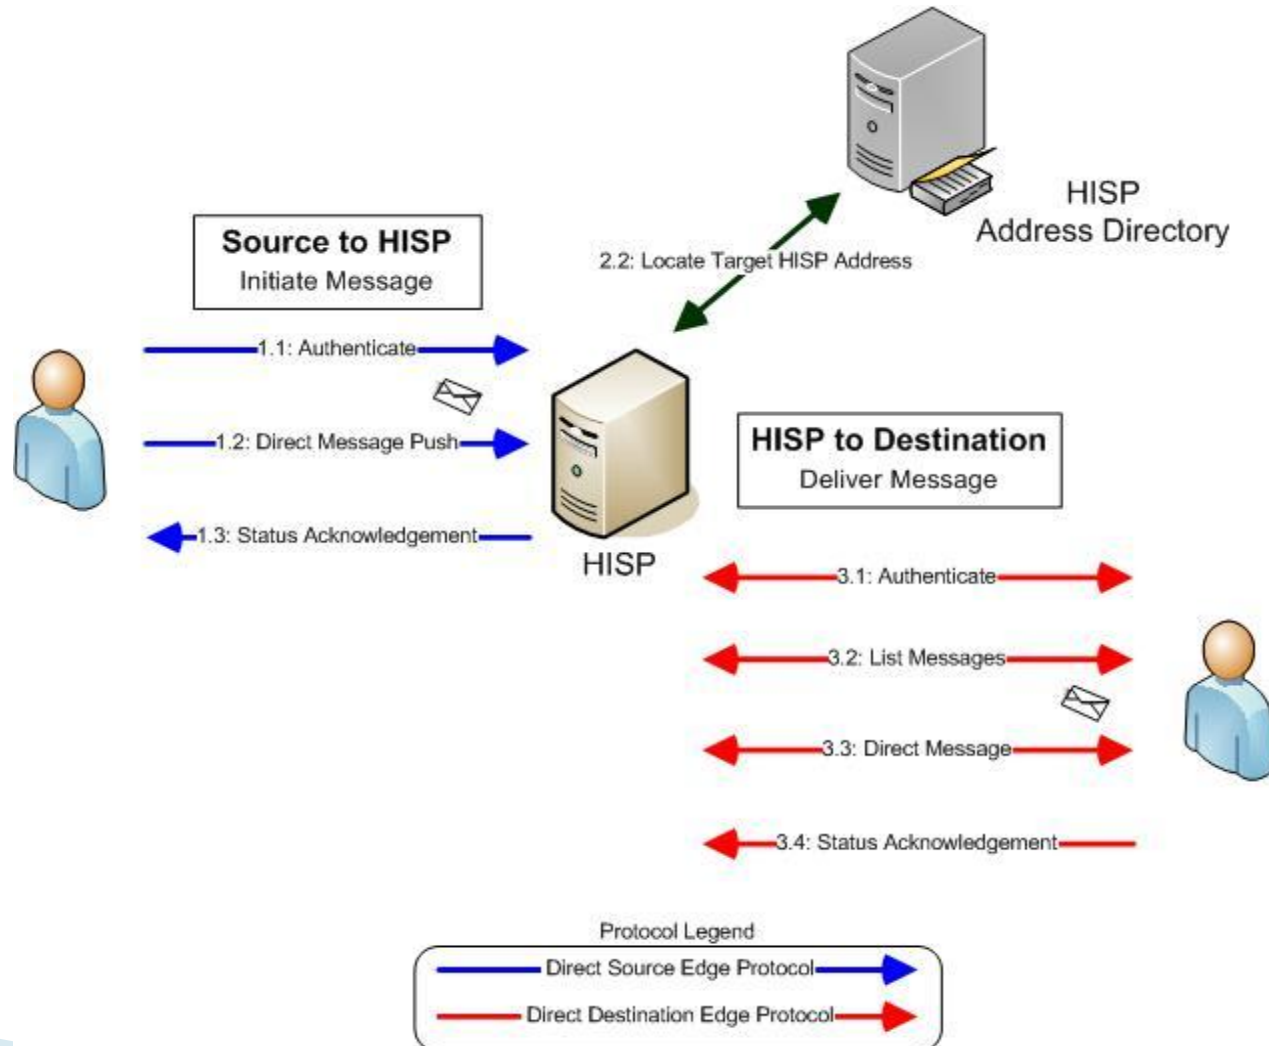 HISP
Address Directory
Source to HISP
Initiate Message
2.2: Locate Target HISP Address
1.1: Authenticate
1.2: Direct Message Push
1.3: Status Acknowledgement
HISP
HISP to Destination
Deliver Message
3.1: Authenticate
3.2: List Messages
3.3: Direct Message
3.4: Status Acknowledgement
Protocol Legend
Direct Source Edge Protocol
Direct Destination Edge Protocol